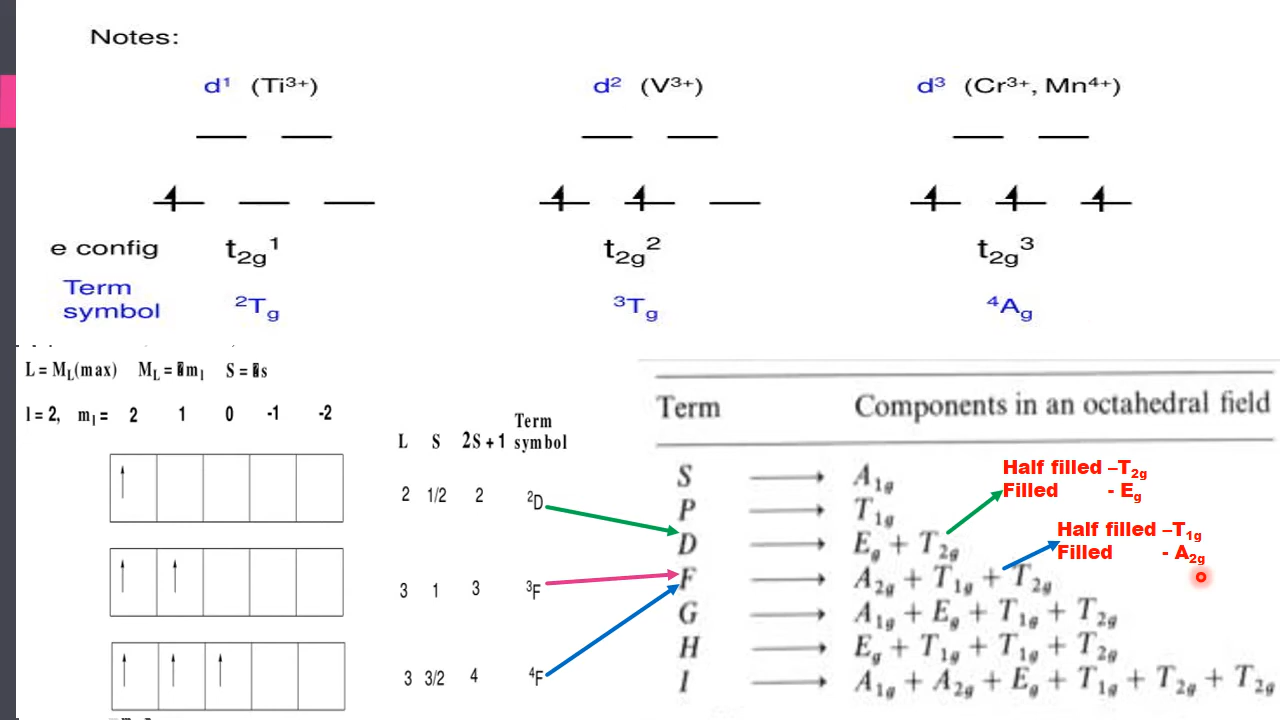 Notes:
d¹ (Ti³⁺) d² (V³⁺) d³ (Cr³⁺, Mn⁴⁺)
e config t₂g¹ t₂g² t₂g³
Term symbol ²Tg ³Tg ⁴Ag
L = M_L(max) M_L = m_l S = s
l = 2, m_l = 2 1 0 -1 -2
L S 2S + 1 Term symbol
2 1/2 2 ²D
3 1 3 ³F
3 3/2 4 ⁴F
Term Components in an octahedral field
S → A₁g
P → T₁g
D → Eg + T₂g
F → A₂g + T₁g + T₂g
G → A₁g + Eg + T₁g + T₂g
H → Eg + T₁g + T₁g + T₂g
I → A₁g + A₂g + Eg + T₁g + T₂g + T₂g
Half filled –T₂g
Filled - Eg
Half filled –T₁g
Filled - A₂g